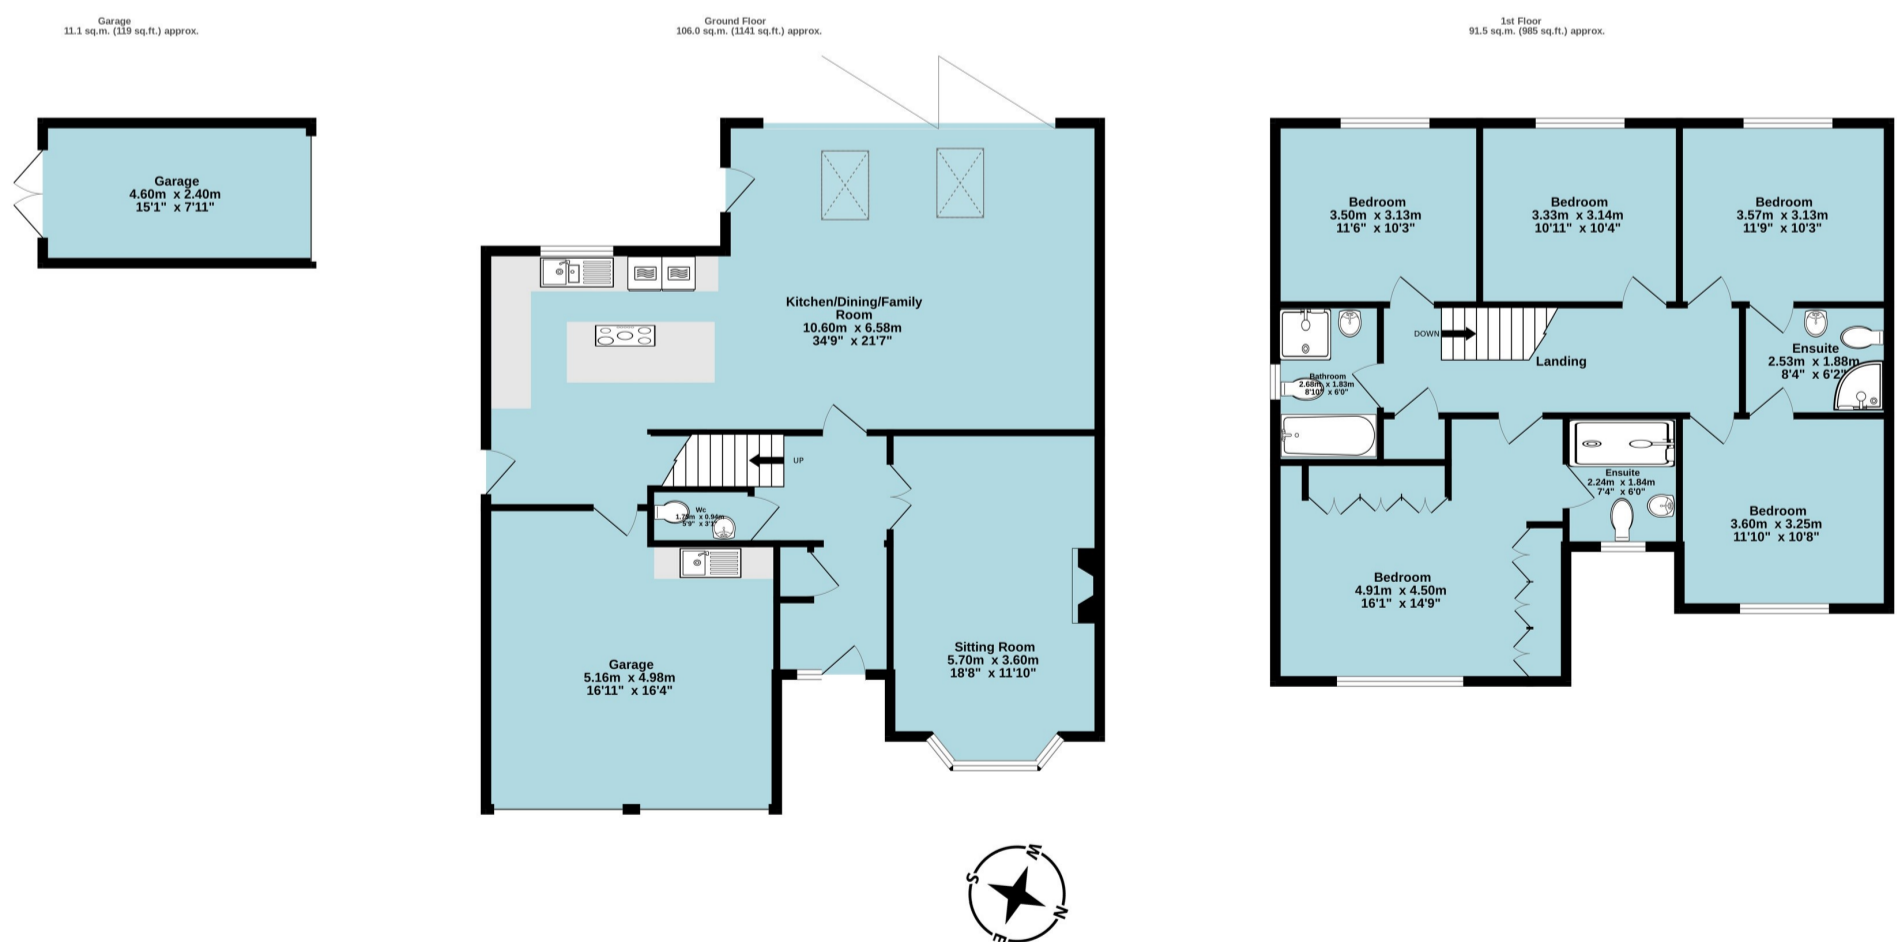 Garage
11.1 sq.m. (119 sq.ft.) approx.
Garage
4.60m x 2.40m
15'1" x 7'11"
Ground Floor
106.0 sq.m. (1141 sq.ft.) approx.
Kitchen/Dining/Family
Room
10.60m x 6.58m
34'9" x 21'7"
UP
Wc
5'9" x 3'1"
Garage
5.16m x 4.98m
16'11" x 16'4"
Sitting Room
5.70m x 3.60m
18'8" x 11'10"
1st Floor
91.5 sq.m. (985 sq.ft.) approx.
Bedroom
3.50m x 3.13m
11'6" x 10'3"
Bedroom
3.33m x 3.14m
10'11" x 10'4"
Bedroom
3.57m x 3.13m
11'9" x 10'3"
DOWN
Landing
Bathroom
2.68m x 1.83m
8'10" x 6'0"
Ensuite
2.53m x 1.88m
8'4" x 6'2"
Ensuite
2.24m x 1.84m
7'4" x 6'0"
Bedroom
3.60m x 3.25m
11'10" x 10'8"
Bedroom
4.91m x 4.50m
16'1" x 14'9"
W
S
N
E